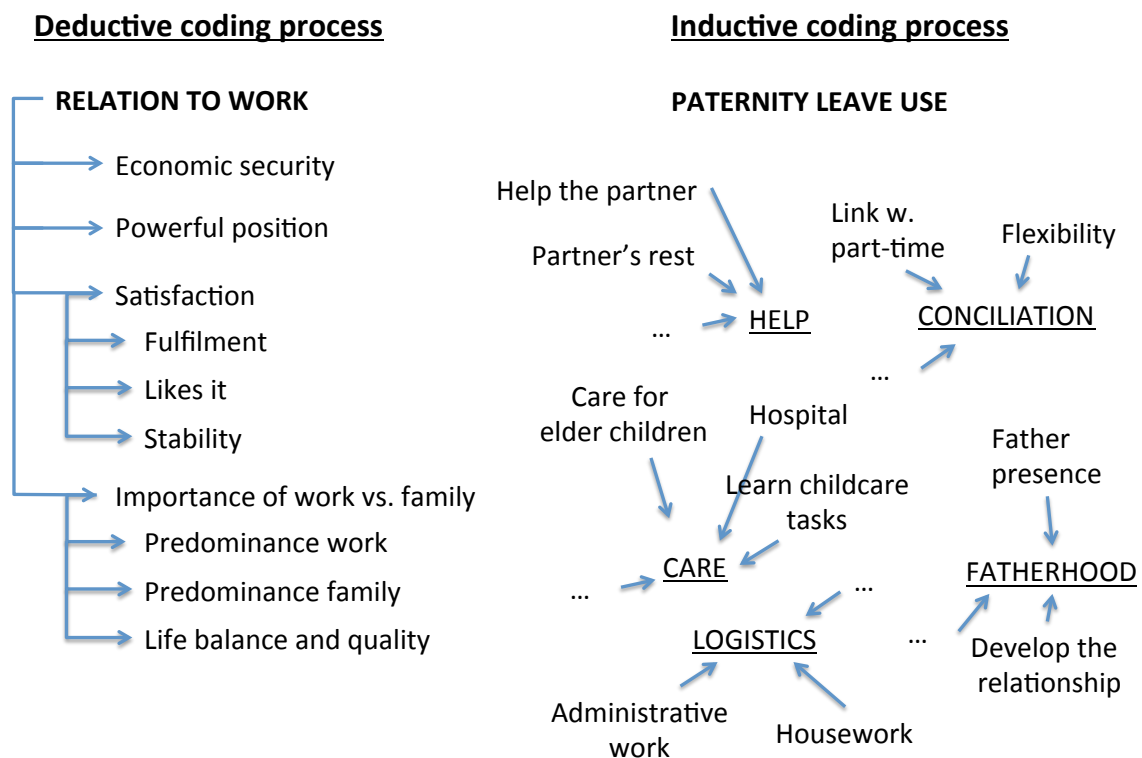 Deductive coding process
RELATION TO WORK
Economic security
Powerful position
Satisfaction
Fulfilment
Likes it
Stability
Importance of work vs. family
Predominance work
Predominance family
Life balance and quality
Inductive coding process
PATERNITY LEAVE USE
Help the partner
Partner’s rest
...
HELP
Link w.
part-time
Flexibility
CONCILIATION
...
Care for
elder children
Hospital
Learn childcare
tasks
CARE
...
Father
presence
FATHERHOOD
...
Develop the
relationship
...
LOGISTICS
Administrative
work
Housework